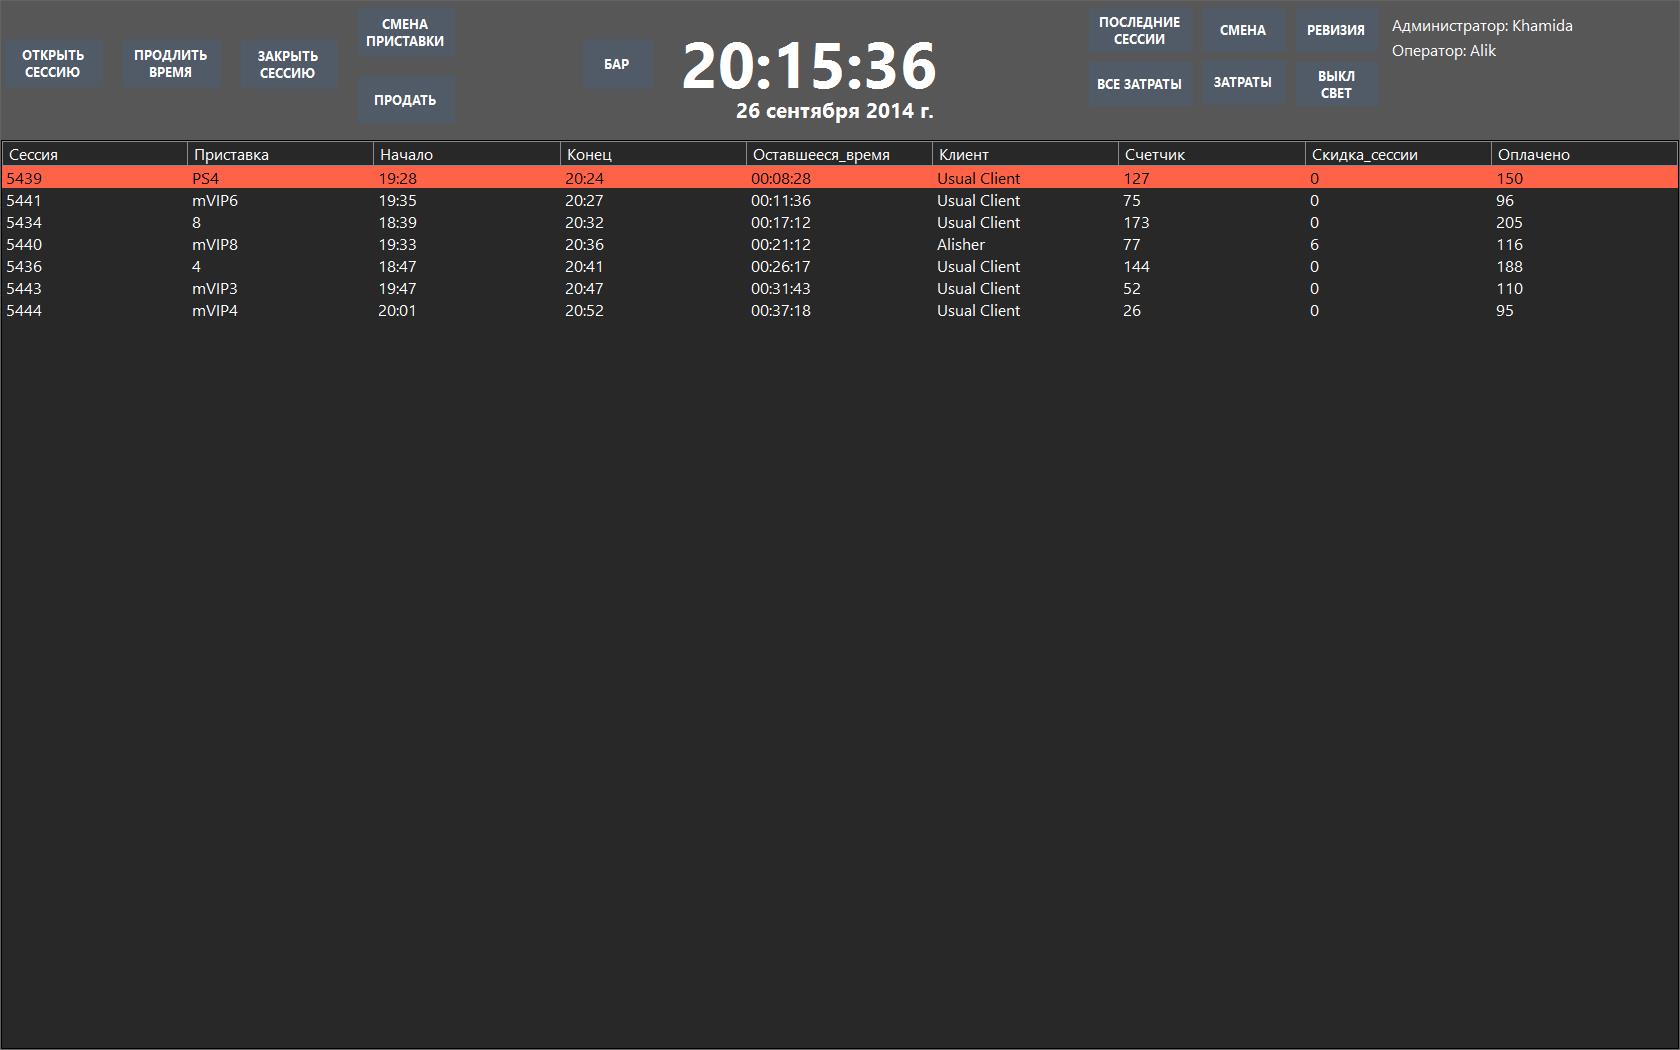 ОТКРЫТЬ
СЕССИЮ
ПРОДЛИТЬ
ВРЕМЯ
ЗАКРЫТЬ
СЕССИЮ
СМЕНА
ПРИСТАВКИ
ПРОДАТЬ
БАР
20:15:36
26 сентября 2014 г.
ПОСЛЕДНИЕ
СЕССИИ
СМЕНА
РЕВИЗИЯ
ВСЕ ЗАТРАТЫ
ЗАТРАТЫ
ВЫКЛ
СВЕТ
Администратор: Khamida
Оператор: Alik
Сессия Приставка Начало Конец Оставшееся_время Клиент Счетчик Скидка_сессии Оплачено
5439 PS4 19:28 20:24 00:08:28 Usual Client 127 0 150
5441 mVIP6 19:35 20:27 00:11:36 Usual Client 75 0 96
5434 8 18:39 20:32 00:17:12 Usual Client 173 0 205
5440 mVIP8 19:33 20:36 00:21:12 Alisher 77 6 116
5436 4 18:47 20:41 00:26:17 Usual Client 144 0 188
5443 mVIP3 19:47 20:47 00:31:43 Usual Client 52 0 110
5444 mVIP4 20:01 20:52 00:37:18 Usual Client 26 0 95